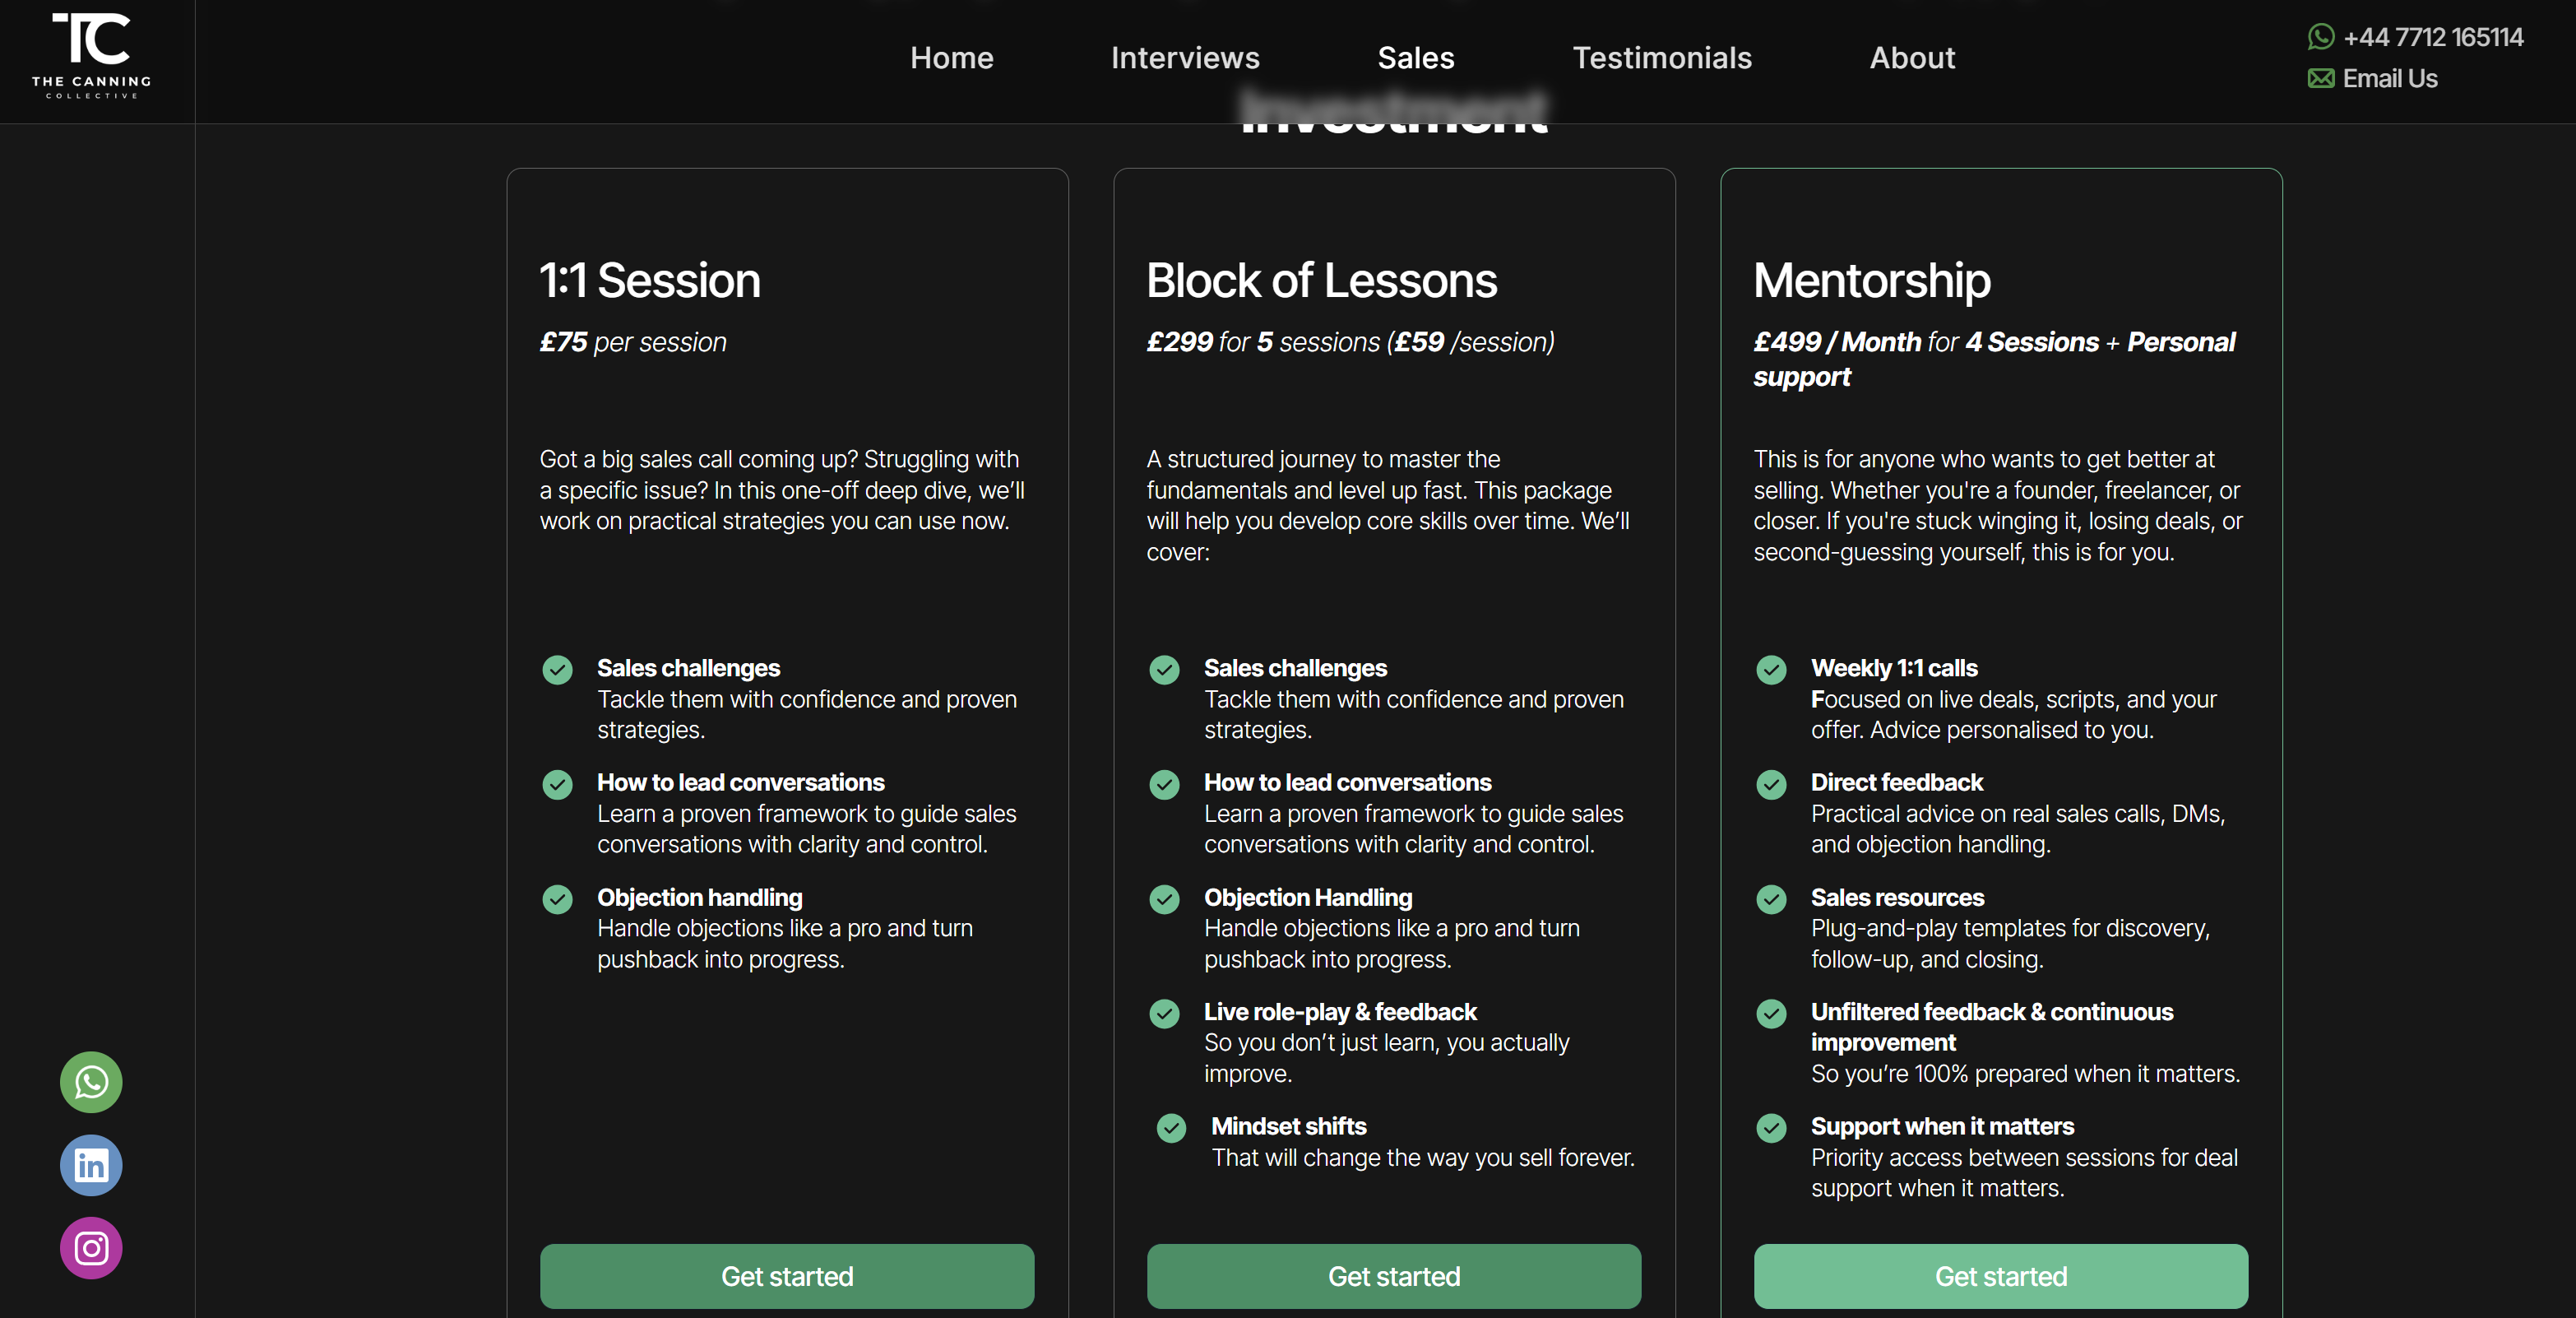 TC
THE CANNING
COLLECTIVE
Home
Interviews
Sales
Testimonials
About
+44 7712 165114
Email Us
Investment
1:1 Session
£75 per session
Got a big sales call coming up? Struggling with
a specific issue? In this one-off deep dive, we’ll
work on practical strategies you can use now.
Sales challenges
Tackle them with confidence and proven
strategies.
How to lead conversations
Learn a proven framework to guide sales
conversations with clarity and control.
Objection handling
Handle objections like a pro and turn
pushback into progress.
Get started
Block of Lessons
£299 for 5 sessions (£59 /session)
A structured journey to master the
fundamentals and level up fast. This package
will help you develop core skills over time. We’ll
cover:
Sales challenges
Tackle them with confidence and proven
strategies.
How to lead conversations
Learn a proven framework to guide sales
conversations with clarity and control.
Objection Handling
Handle objections like a pro and turn
pushback into progress.
Live role-play & feedback
So you don’t just learn, you actually
improve.
Mindset shifts
That will change the way you sell forever.
Get started
Mentorship
£499 / Month for 4 Sessions + Personal
support
This is for anyone who wants to get better at
selling. Whether you're a founder, freelancer, or
closer. If you're stuck winging it, losing deals, or
second-guessing yourself, this is for you.
Weekly 1:1 calls
Focused on live deals, scripts, and your
offer. Advice personalised to you.
Direct feedback
Practical advice on real sales calls, DMs,
and objection handling.
Sales resources
Plug-and-play templates for discovery,
follow-up, and closing.
Unfiltered feedback & continuous
improvement
So you’re 100% prepared when it matters.
Support when it matters
Priority access between sessions for deal
support when it matters.
Get started
in